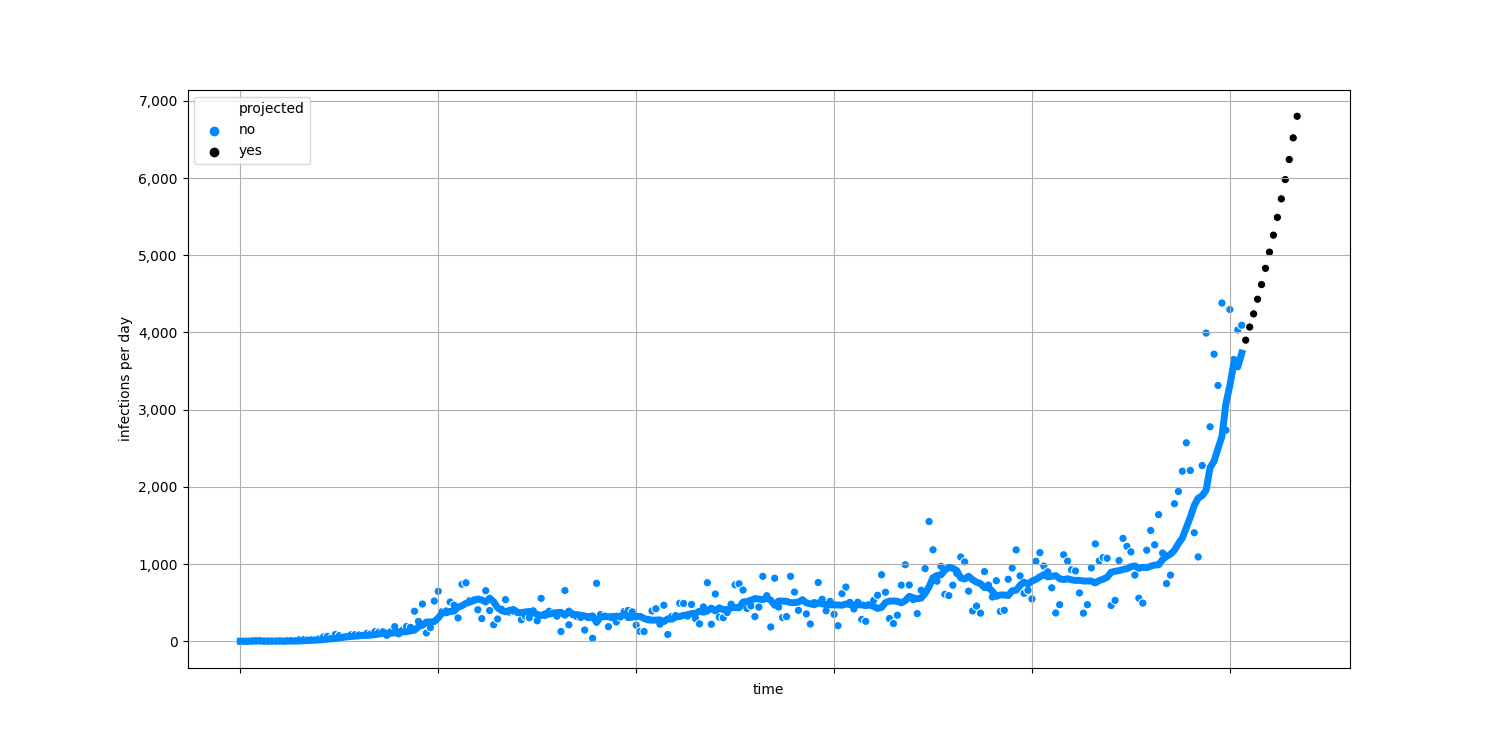 7,000
6,000
5,000
4,000
3,000
2,000
1,000
0
infections per day
time
projected
no
yes